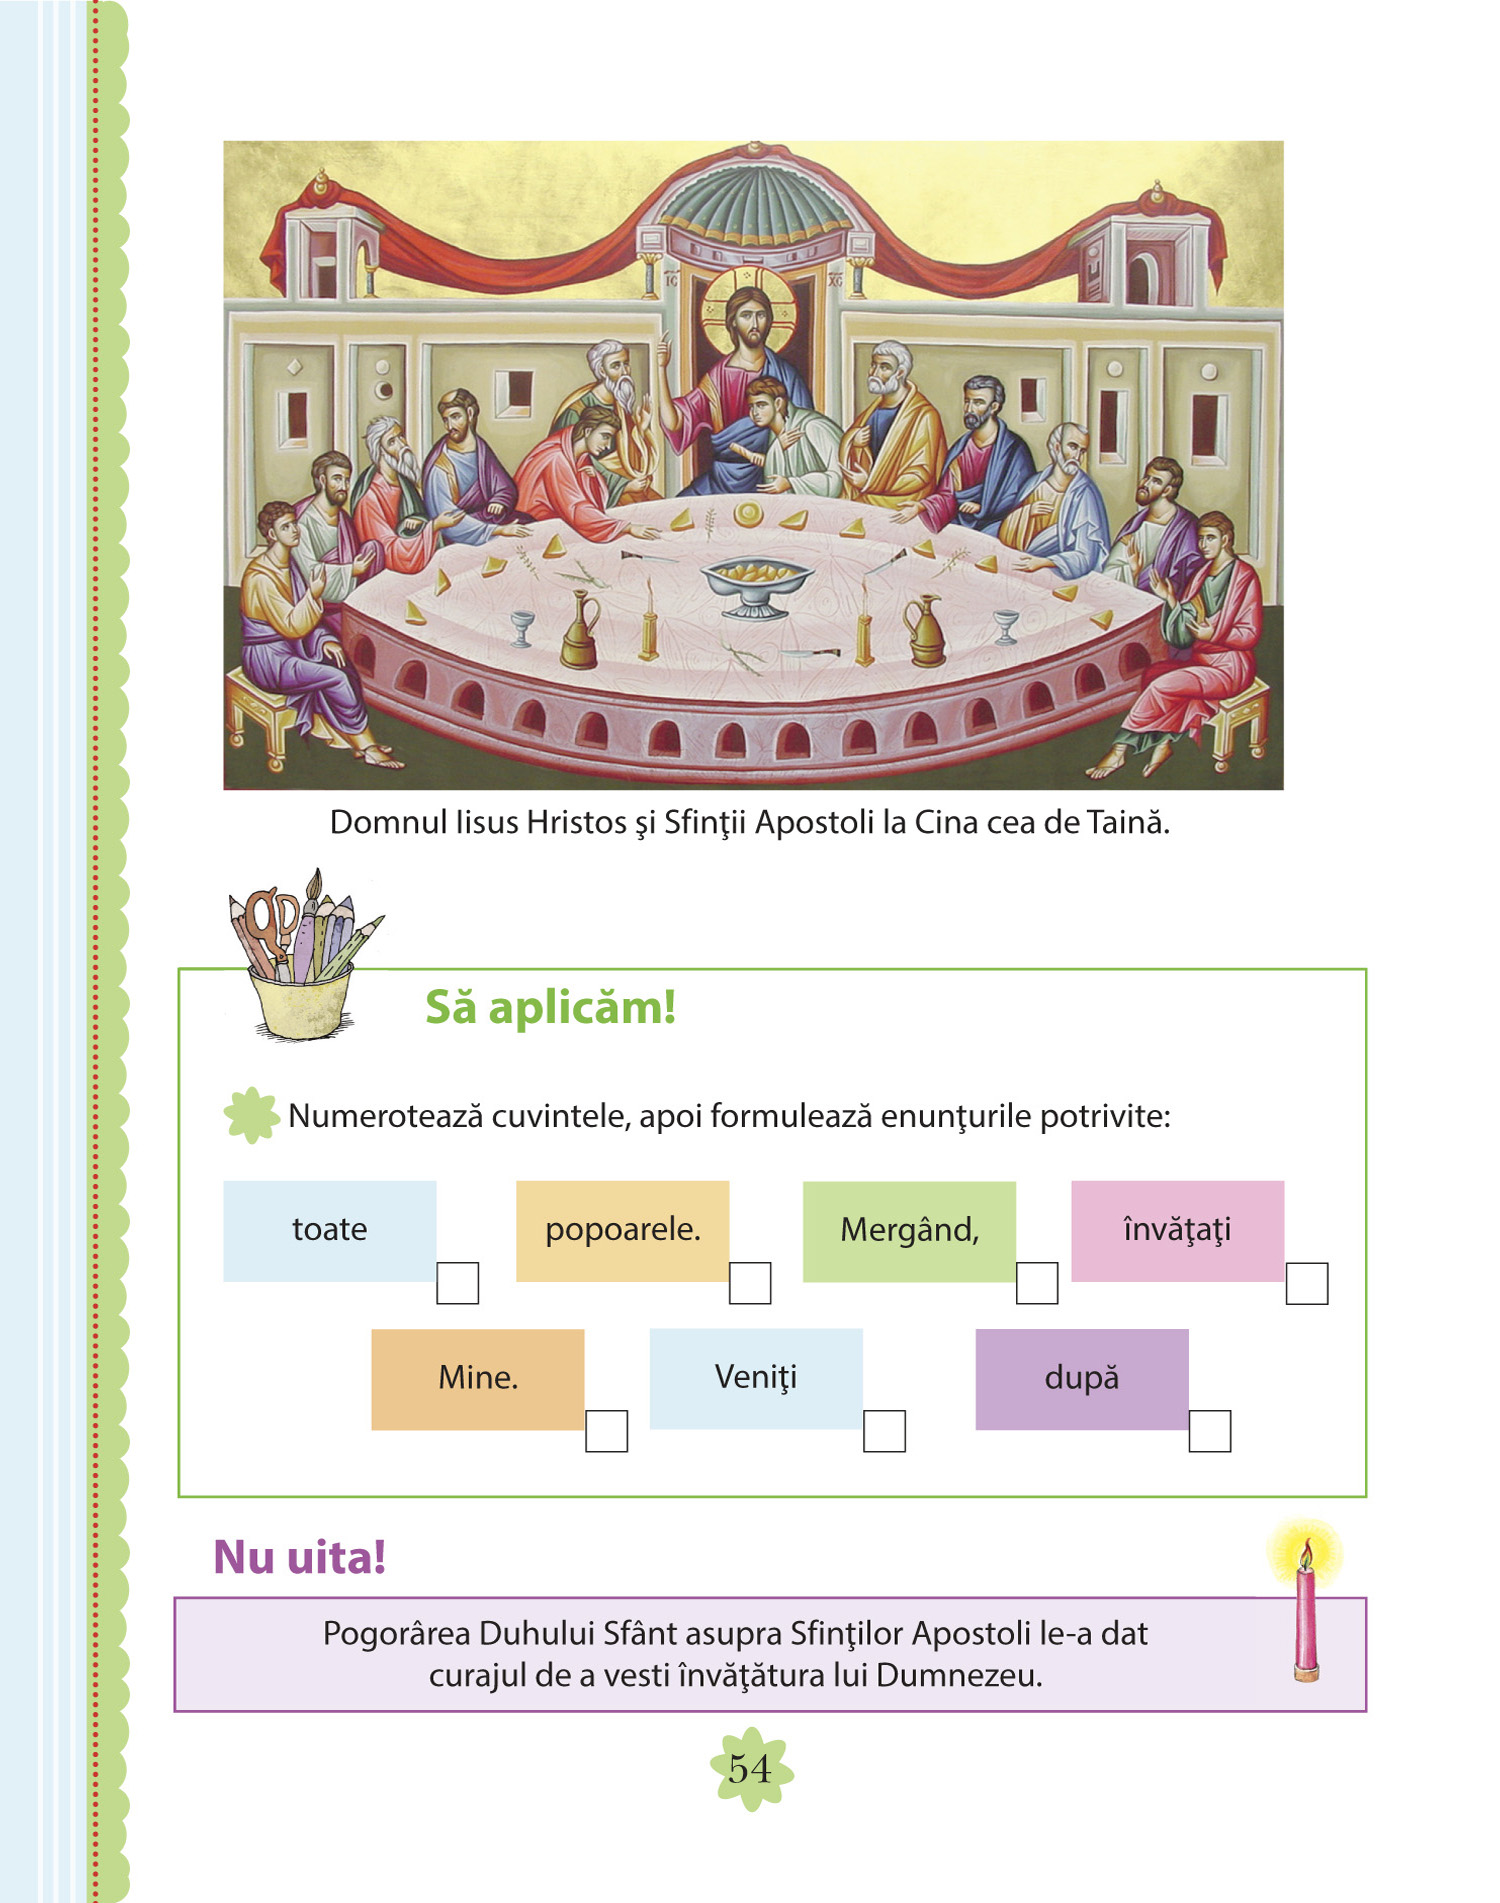 IC
XC
Domnul Iisus Hristos şi Sfinţii Apostoli la Cina cea de Taină.
Să aplicăm!
Numerotează cuvintele, apoi formulează enunţurile potrivite:
toate popoarele. Mergând, învăţaţi
Mine. Veniţi după
Nu uita!
Pogorârea Duhului Sfânt asupra Sfinţilor Apostoli le-a dat
curajul de a vesti învăţătura lui Dumnezeu.
54